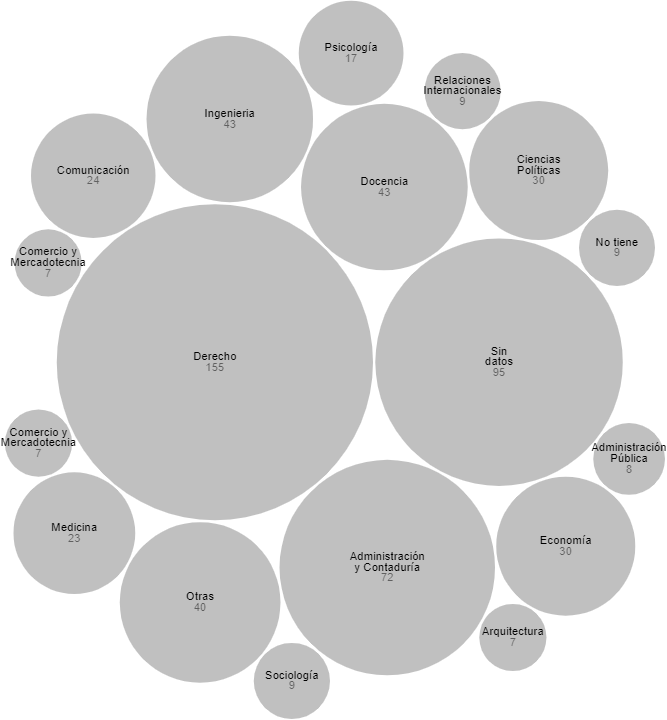 Psicología
17
Relaciones
Internacionales
9
Ingenieria
43
Ciencias
Políticas
30
Comunicación
24
Docencia
43
No tiene
9
Comercio y
Mercadotecnia
7
Derecho
155
Sin
datos
95
Comercio y
Mercadotecnia
7
Administración
Pública
8
Medicina
23
Economía
30
Administración
y Contaduría
72
Otras
40
Arquitectura
7
Sociología
9